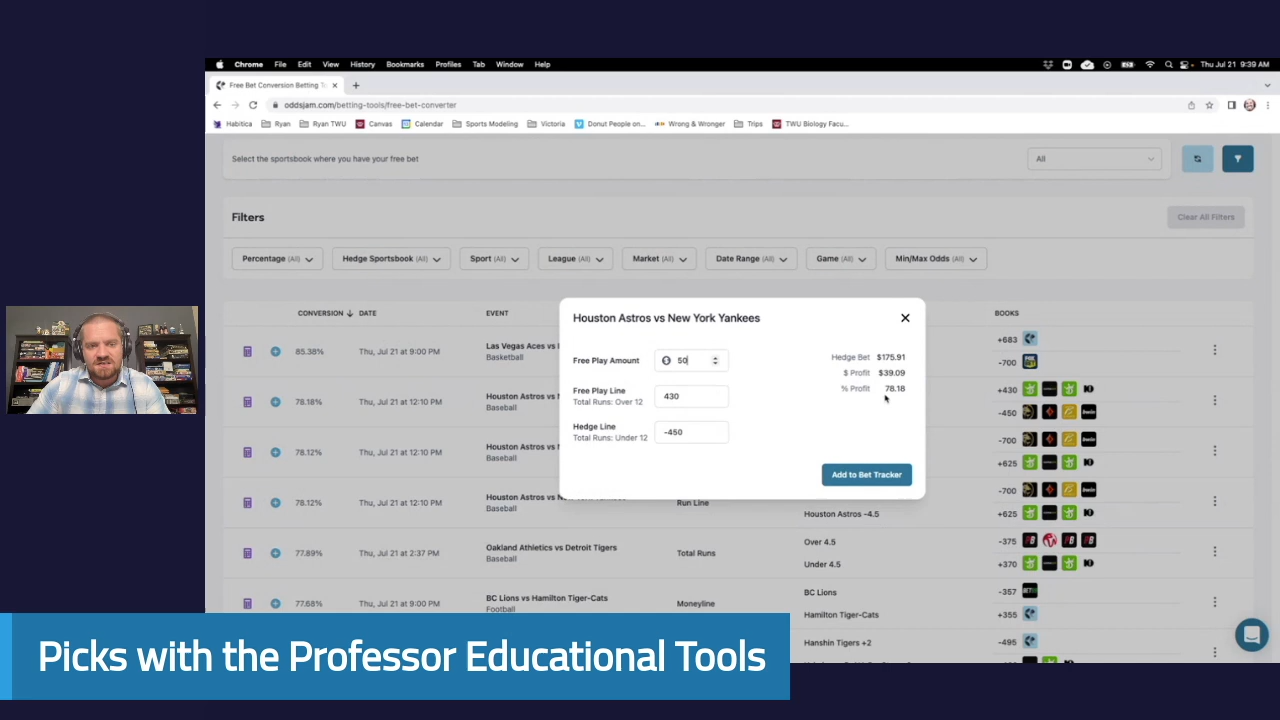 Chrome File Edit View History Bookmarks Profiles Tab Window Help Thu Jul 21 9:39 AM
Free Bet Conversion Betting To
oddsjam.com/betting-tools/free-bet-converter
Habitica Ryan Ryan TWU Canvas Calendar Sports Modeling Victoria Donut People on... Wrong & Wronger Trips TWU Biology Facu...
Select the sportsbook where you have your free bet All
Filters Clear All Filters
Percentage (All) Hedge Sportsbook (All) Sport (All) League (All) Market (All) Date Range (All) Game (All) Min/Max Odds (All)
CONVERSION DATE EVENT BOOKS
Houston Astros vs New York Yankees
Free Play Amount 50
Free Play Line
Total Runs: Over 12
430
Hedge Line
Total Runs: Under 12
-450
Hedge Bet $175.91
$ Profit $39.09
% Profit 78.18
Add to Bet Tracker
85.38% Thu, Jul 21 at 9:00 PM Las Vegas Aces vs
Basketball
+683
-700
78.18% Thu, Jul 21 at 12:10 PM Houston Astros vs
Baseball
+430
-450
78.12% Thu, Jul 21 at 12:10 PM Houston Astros vs
Baseball
-700
+625
78.12% Thu, Jul 21 at 12:10 PM Houston Astros vs
Baseball
Run Line
Houston Astros -4.5
-700
+625
77.89% Thu, Jul 21 at 2:37 PM Oakland Athletics vs Detroit Tigers
Baseball
Total Runs
Over 4.5
Under 4.5
-375
+370
77.68% Thu, Jul 21 at 9:00 PM BC Lions vs Hamilton Tiger-Cats
Football
Moneyline
BC Lions
Hamilton Tiger-Cats
-357
+355
Hanshin Tigers +2
-495
Picks with the Professor Educational Tools